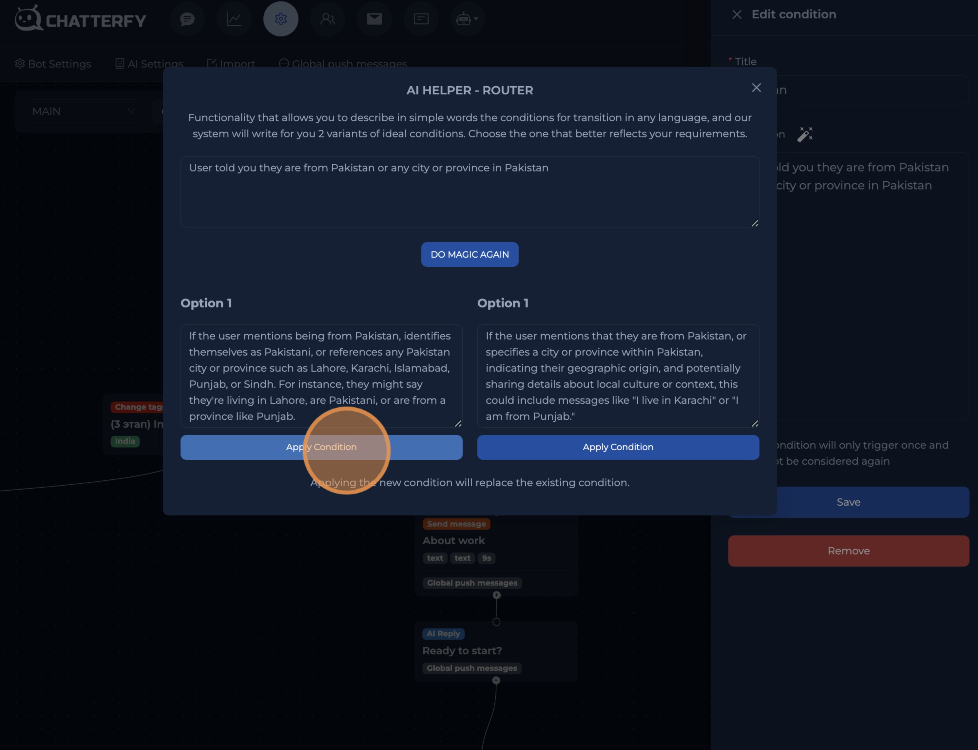 CHATTERFY
Edit condition
Bot Settings
AI Settings
Import
Global push messages
* Title
MAIN
AI HELPER - ROUTER
Functionality that allows you to describe in simple words the conditions for transition in any language, and our
system will write for you 2 variants of ideal conditions. Choose the one that better reflects your requirements.
User told you they are from Pakistan or any city or province in Pakistan
DO MAGIC AGAIN
Option 1
If the user mentions being from Pakistan, identifies
themselves as Pakistani, or references any Pakistan
city or province such as Lahore, Karachi, Islamabad,
Punjab, or Sindh. For instance, they might say
they're living in Lahore, are Pakistani, or are from a
province like Punjab.
Apply Condition
Option 1
If the user mentions that they are from Pakistan, or
specifies a city or province within Pakistan,
indicating their geographic origin, and potentially
sharing details about local culture or context, this
could include messages like "I live in Karachi" or "I
am from Punjab."
Apply Condition
Applying the new condition will replace the existing condition.
you they are from Pakistan
city or province in Pakistan
will only trigger once and
be considered again
Save
Remove
Change tag
(3 этап) In
India
Send message
About work
text text 9s
Global push messages
AI Reply
Ready to start?
Global push messages